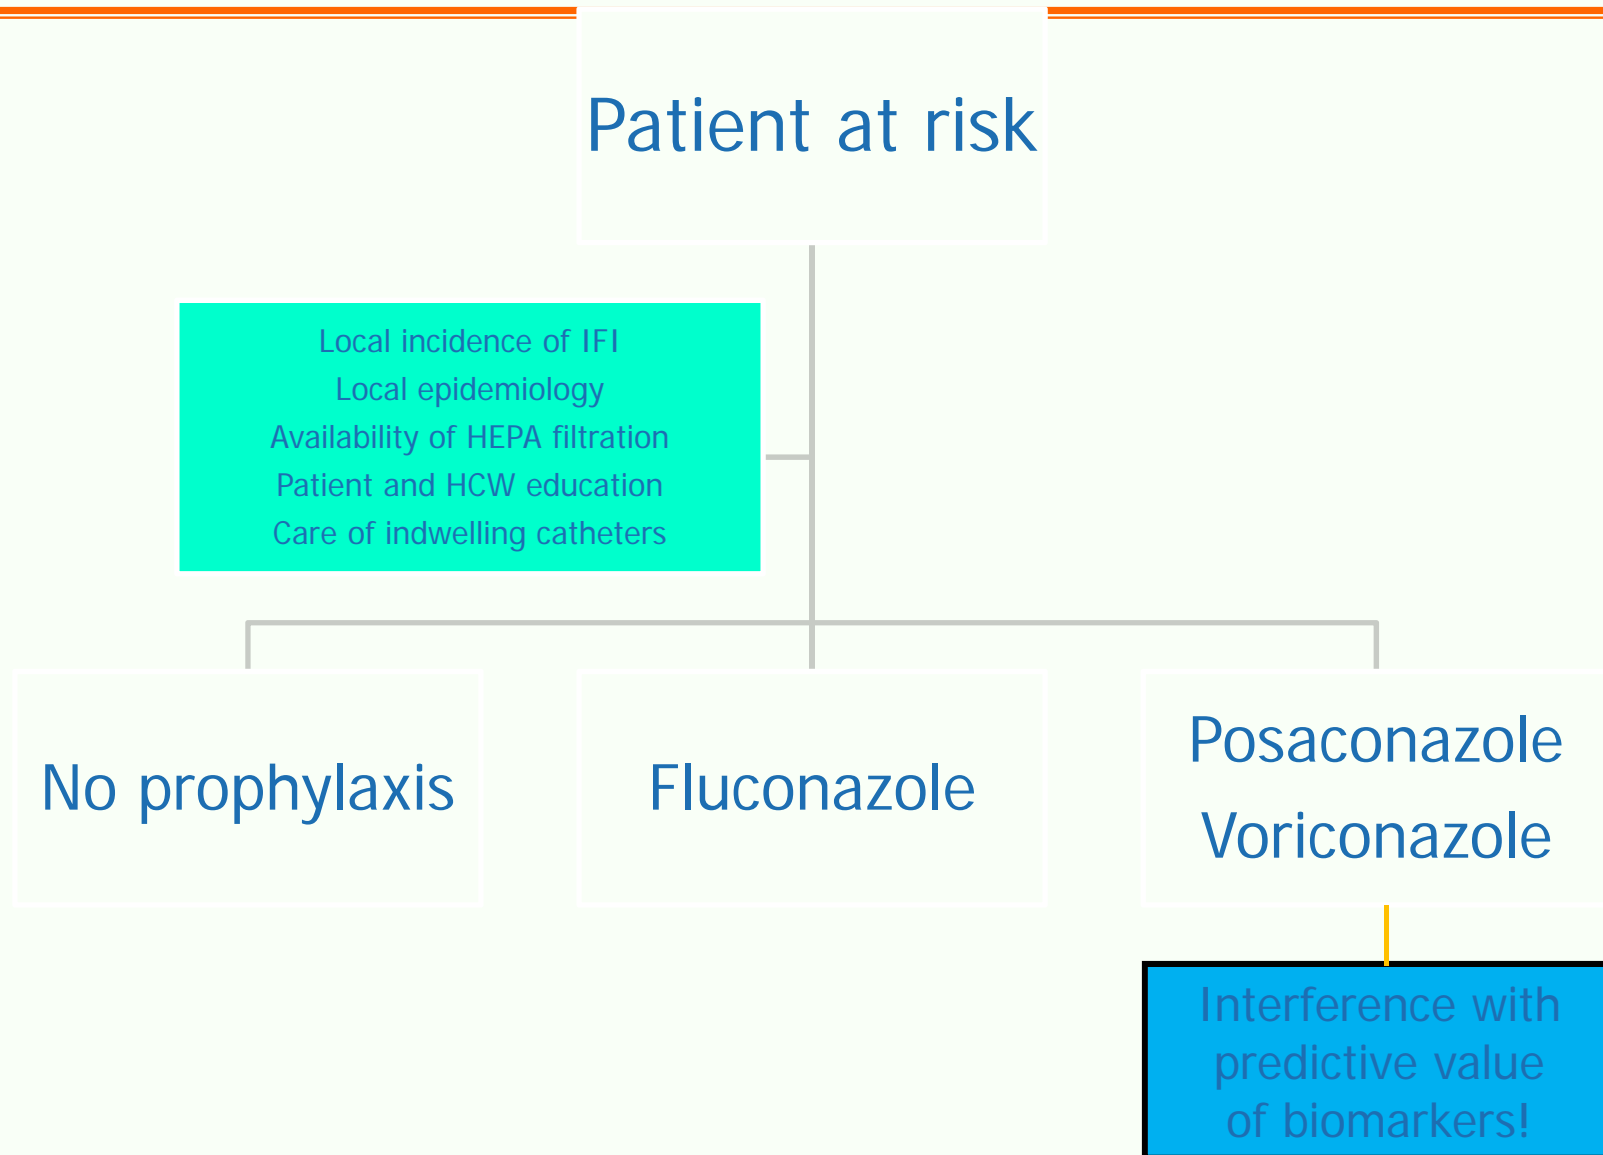 Patient at risk
Local incidence of IFI
Local epidemiology
Availability of HEPA filtration
Patient and HCW education
Care of indwelling catheters
No prophylaxis
Fluconazole
Posaconazole
Voriconazole
Interference with
predictive value
of biomarkers!